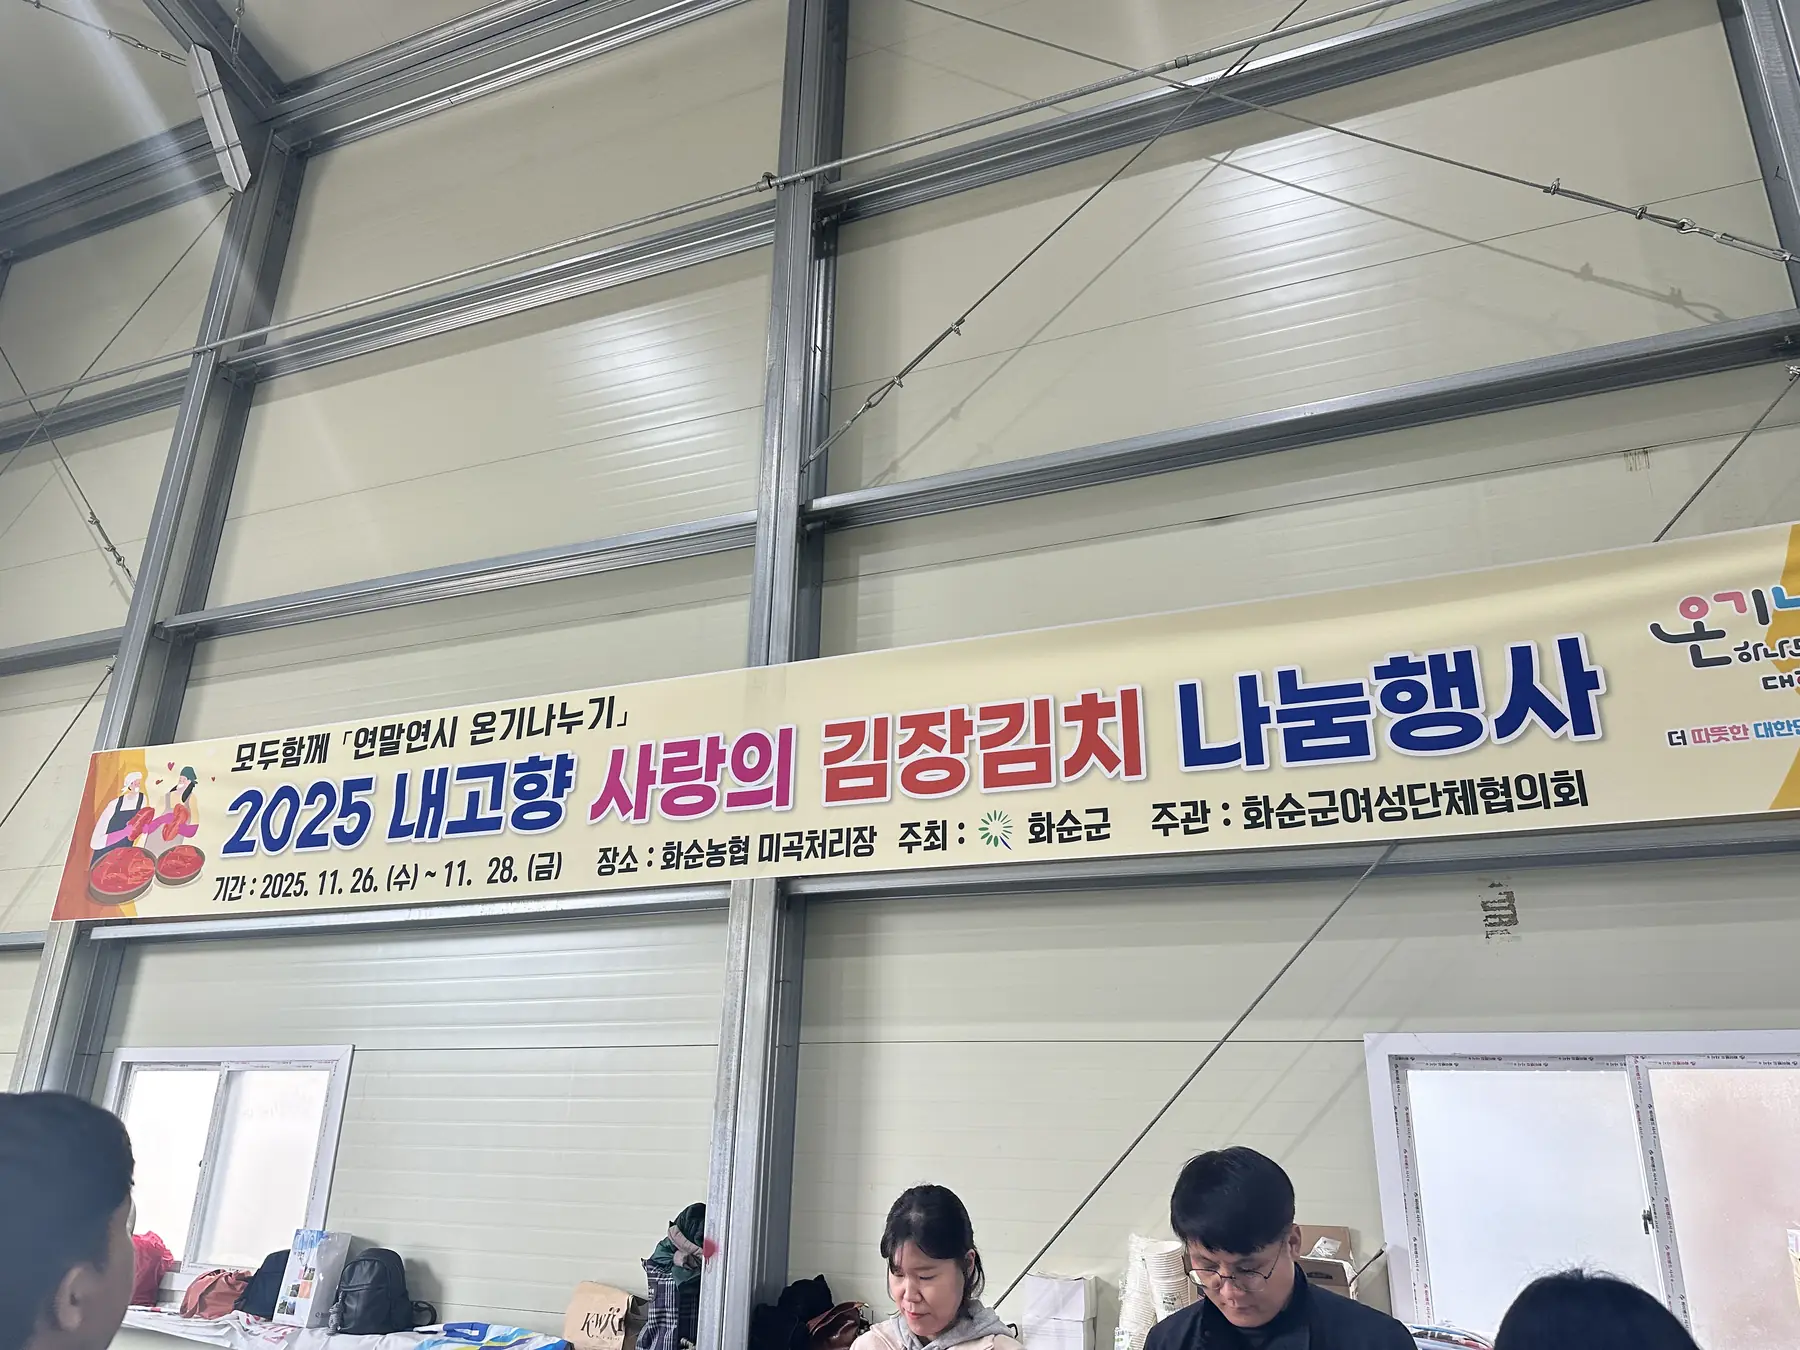 모두함께 「연말연시 온기나누기」
2025 내고향 사랑의 김장김치 나눔행사
기간 : 2025. 11. 26. (수) ~ 11. 28. (금) 장소 : 화순농협 미곡처리장 주최 : 화순군 주관 : 화순군여성단체협의회
온기
더 따뜻한